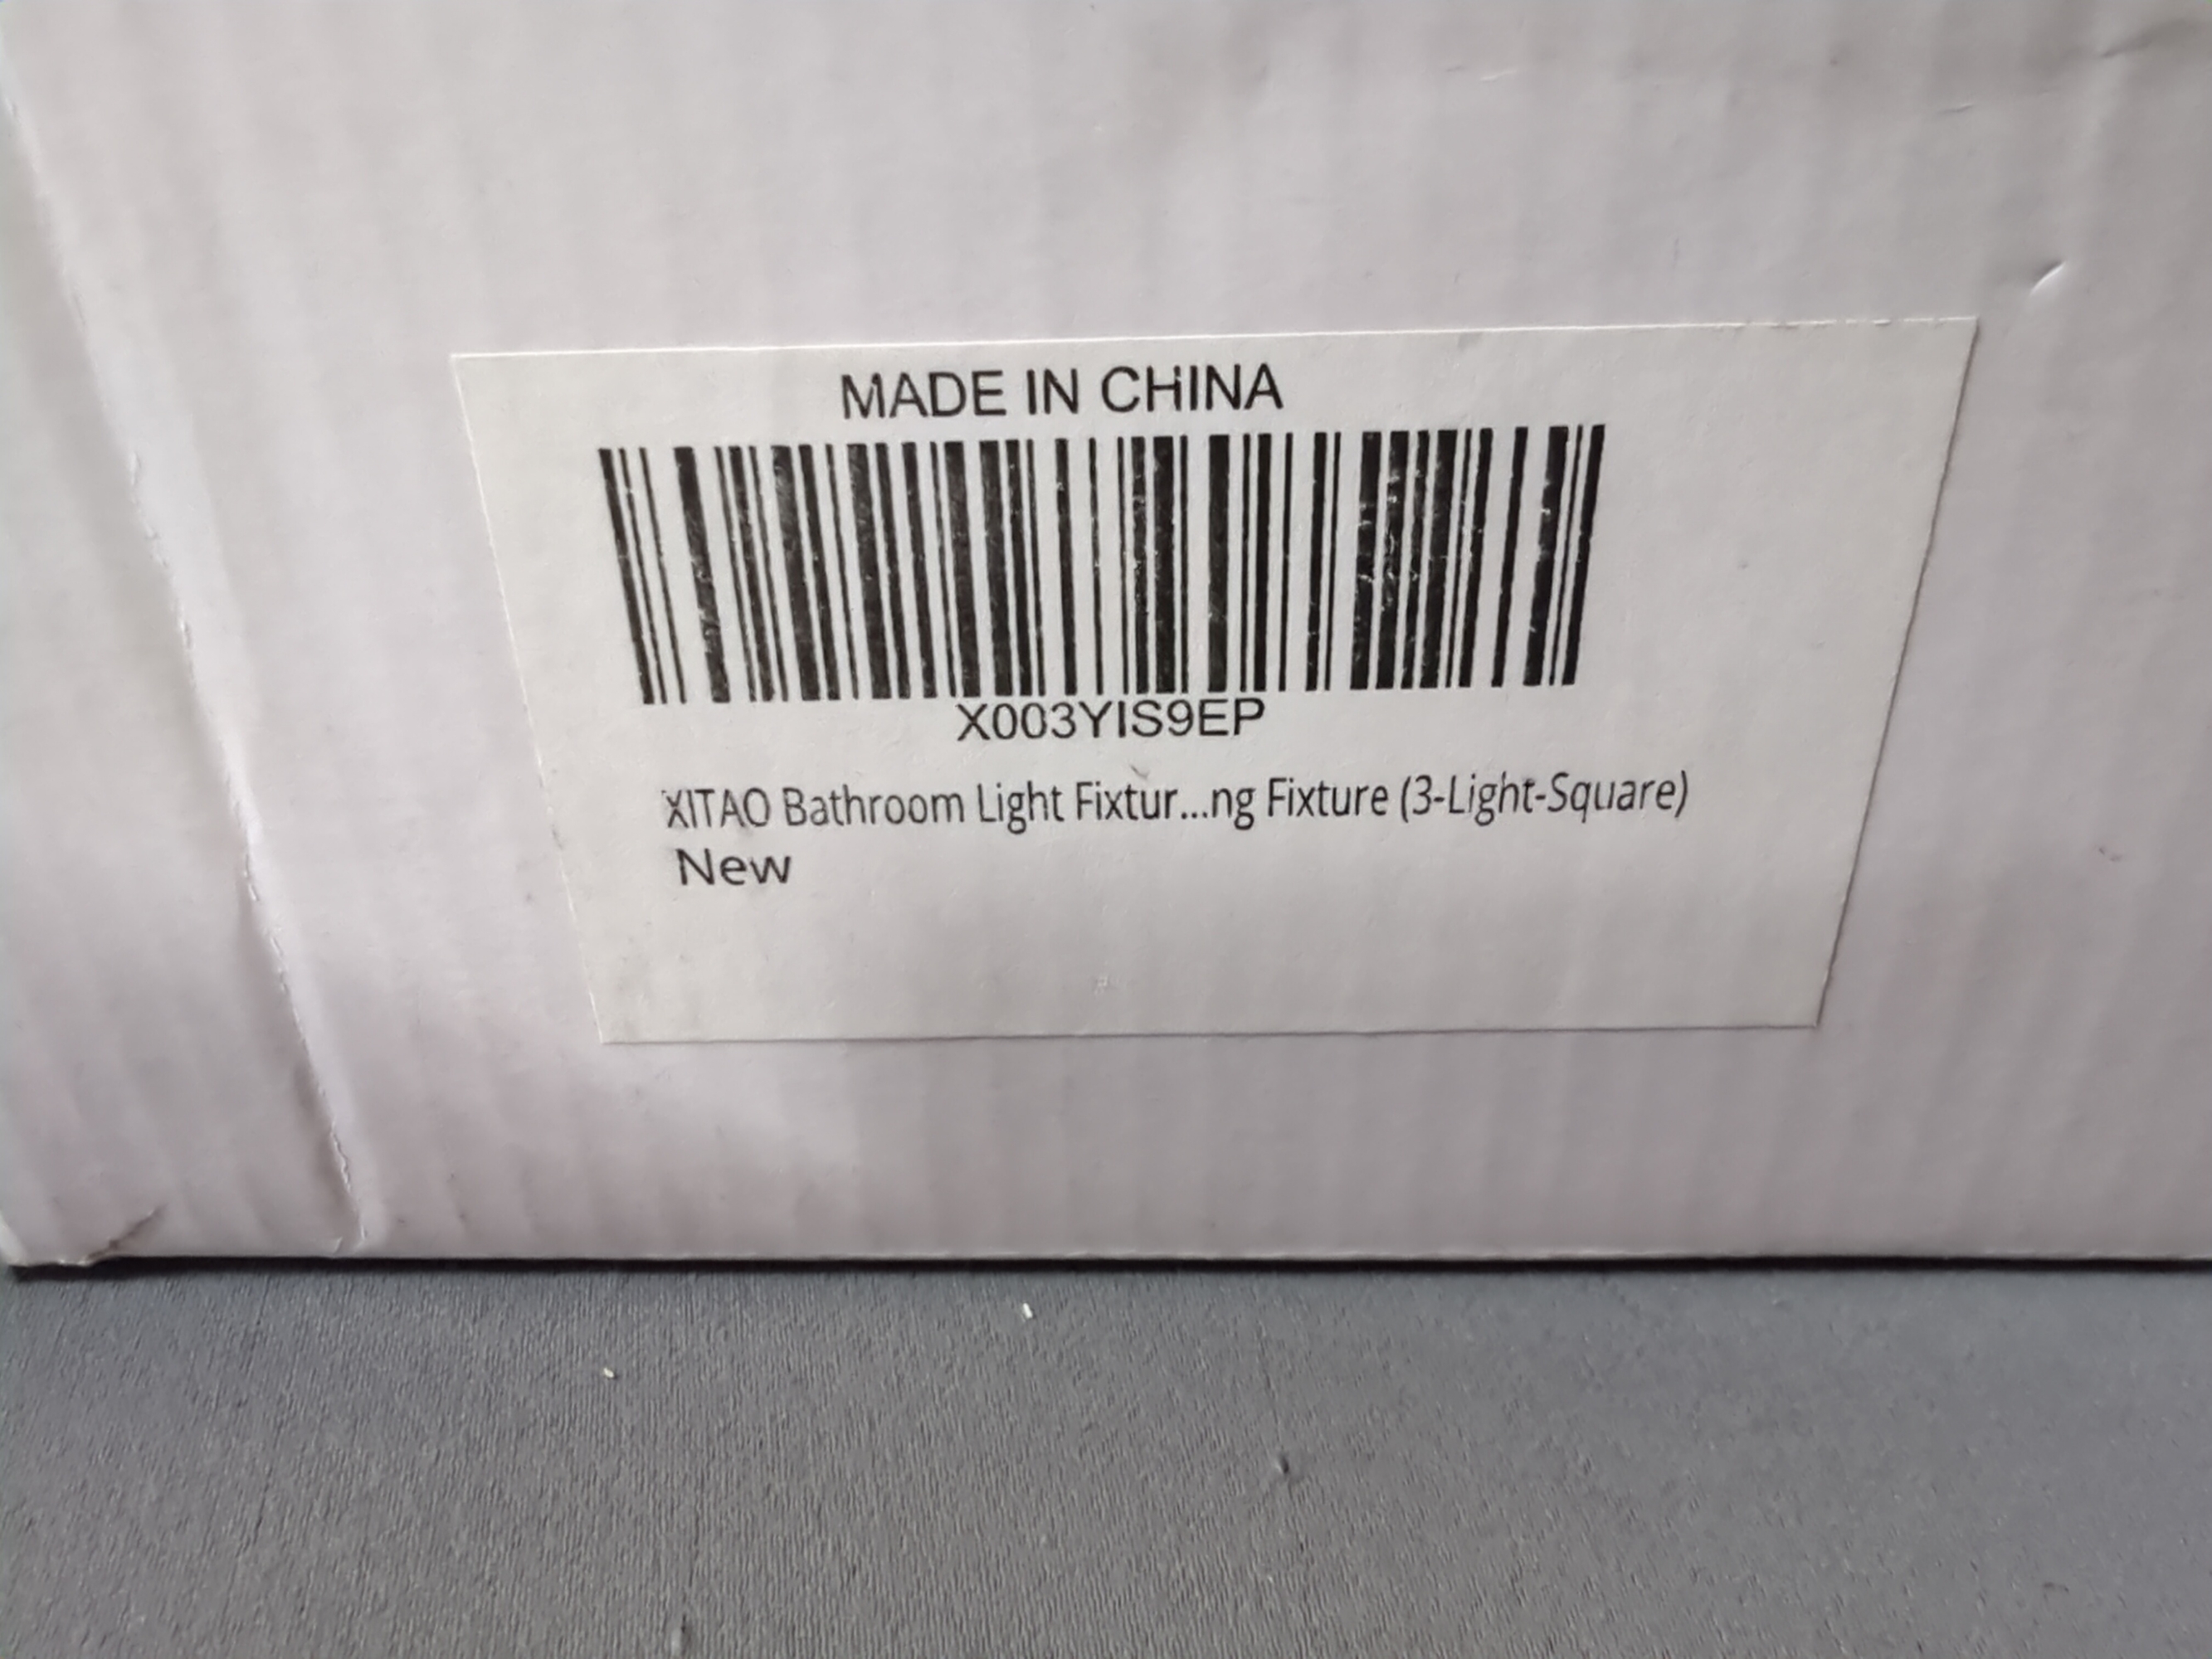 MADE IN CHINA
X003YIS9EP
XITAO Bathroom Light Fixtur...ng Fixture (3-Light-Square)
New